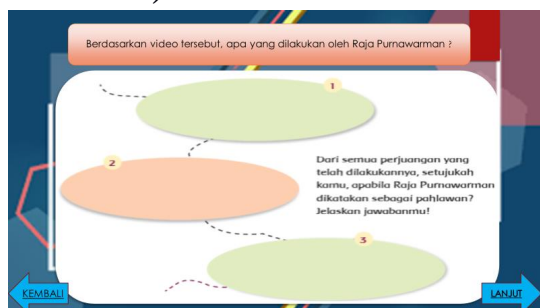 Berdasarkan video tersebut, apa yang dilakukan oleh Raja Purnawarman ?
1
2
Dari semua perjuangan yang
telah dilakukannya, setujukah
kamu, apabila Raja Purnawarman
dikatakan sebagai pahlawan?
Jelaskan jawabanmu!
3
KEMBALI
LANJUT